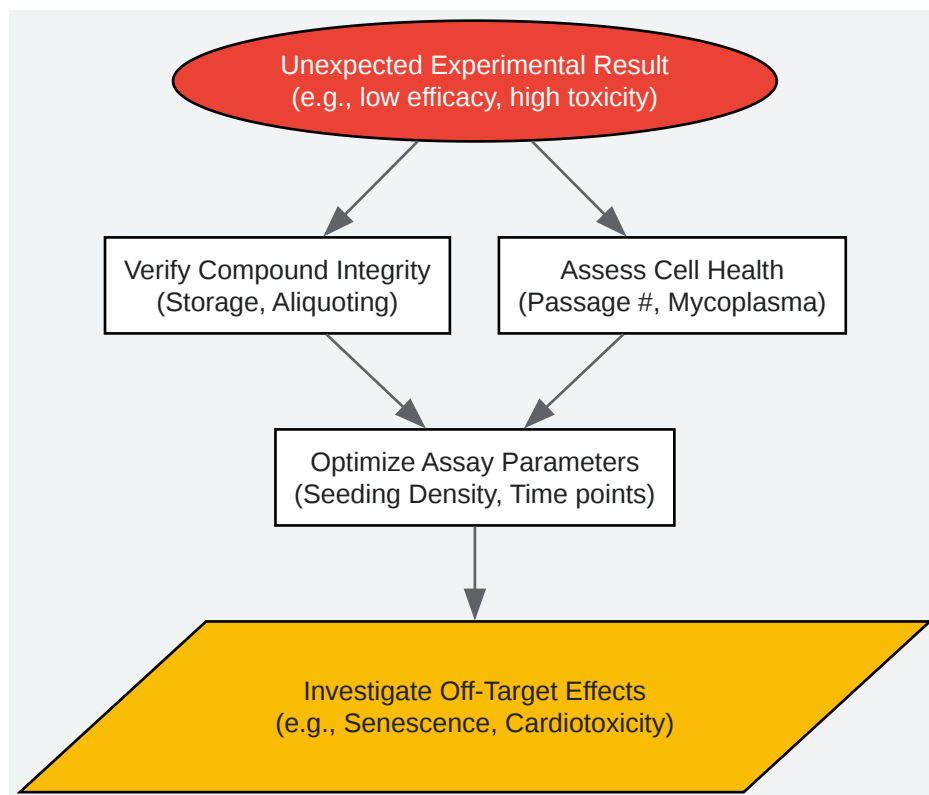 Unexpected Experimental Result
(e.g., low efficacy, high toxicity)
Verify Compound Integrity
(Storage, Aliquoting)
Assess Cell Health
(Passage #, Mycoplasma)
Optimize Assay Parameters
(Seeding Density, Time points)
Investigate Off-Target Effects
(e.g., Senescence, Cardiotoxicity)